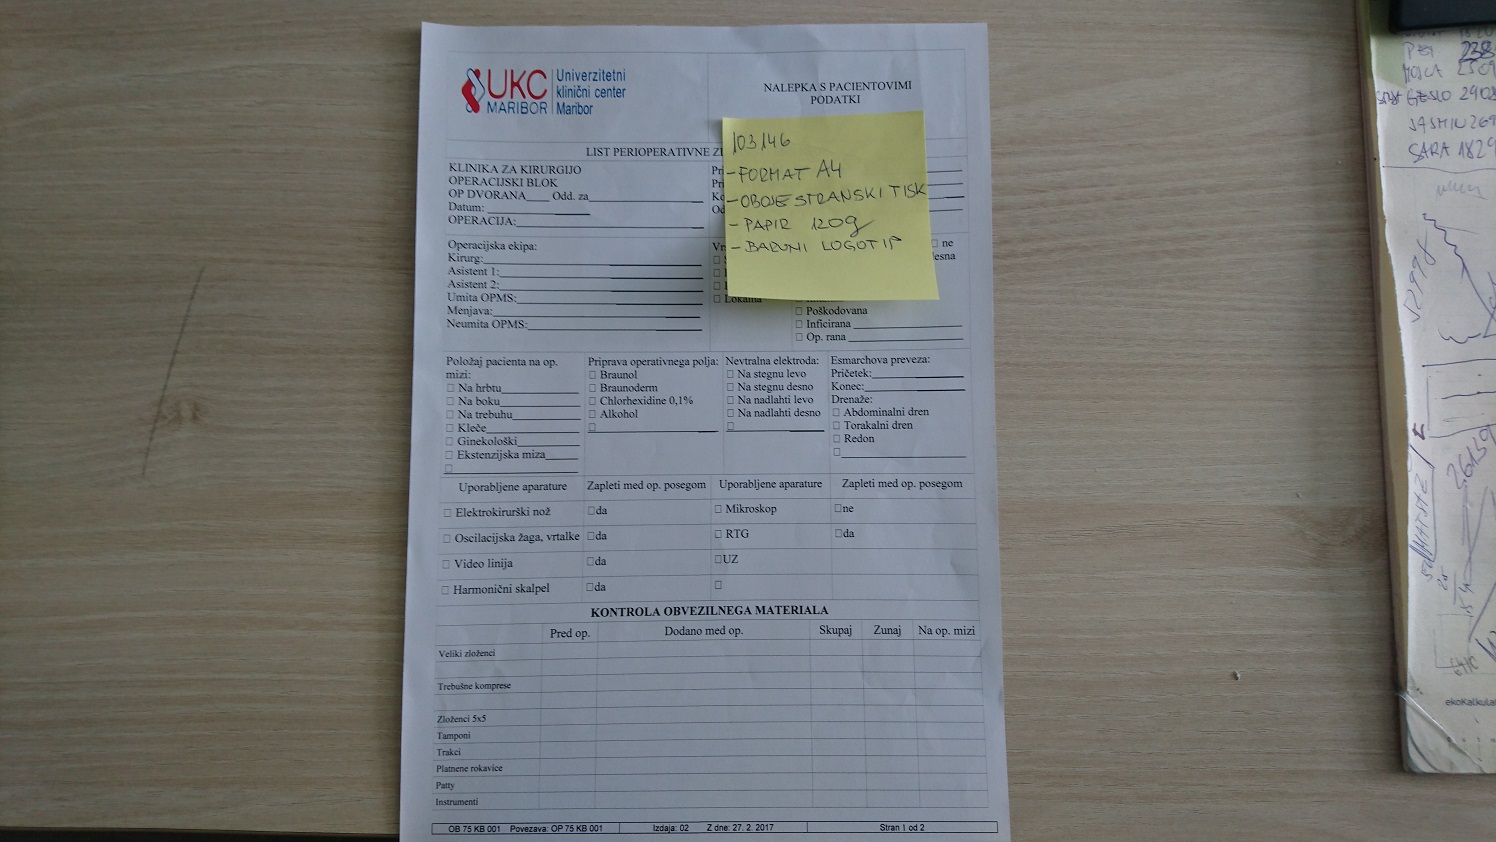 UKC
MARIBOR
Univerzitetni
klinični center
Maribor
NALEPKA S PACIENTOVIMI
PODATKI
103146
-FORMAT A4
-OBOJESTRANSKI TISK
- PAPIR 120g
- BARVNI LOGOTIP
LIST PERIOPERATIVNE
KLINIKA ZA KIRURGIJO
OPERACIJSKI BLOK
OP DVORANA____ Odd. za
Datum:
OPERACIJA:
Operacijska ekipa:
Kirurg:
Asistent 1:
Asistent 2:
Umita OPMS:
Menjava:
Neumita OPMS:
Lokalna
☐ ne
☐ Poškodovana
☐ Inficirana
☐ Op. rana
Položaj pacienta na op.
mizi:
☐ Na hrbtu
☐ Na boku
☐ Na trebuhu
☐ Kleče
☐ Ginekološki
☐ Ekstenzijska miza
☐
Priprava operativnega polja:
☐ Braunol
☐ Braunoderm
☐ Chlorhexidine 0,1%
☐ Alkohol
☐
Nevtralna elektroda:
☐ Na stegnu levo
☐ Na stegnu desno
☐ Na nadlahti levo
☐ Na nadlahti desno
☐
Esmarchova preveza:
Pričetek:
Konec:
Drenaže:
☐ Abdominalni dren
☐ Torakalni dren
☐ Redon
☐
Uporabljene aparature Zapleti med op. posegom Uporabljene aparature Zapleti med op. posegom
☐ Elektrokirurški nož ☐da ☐ Mikroskop ☐ne
☐ Oscilacijska žaga, vrtalke ☐da ☐ RTG ☐da
☐ Video linija ☐da ☐UZ
☐ Harmonični skalpel ☐da ☐
KONTROLA OBVEZILNEGA MATERIALA
Pred op. Dodano med op. Skupaj Zunaj Na op. mizi
Veliki zloženci
Trebušne komprese
Zloženci 5x5
Tamponi
Trakci
Platnene rokavice
Patty
Instrumenti
OB 75 KB 001 Povezava: OP 75 KB 001 Izdaja: 02 Z dne: 27. 2. 2017 Stran 1 od 2
GESLO
SARA 1829
26139